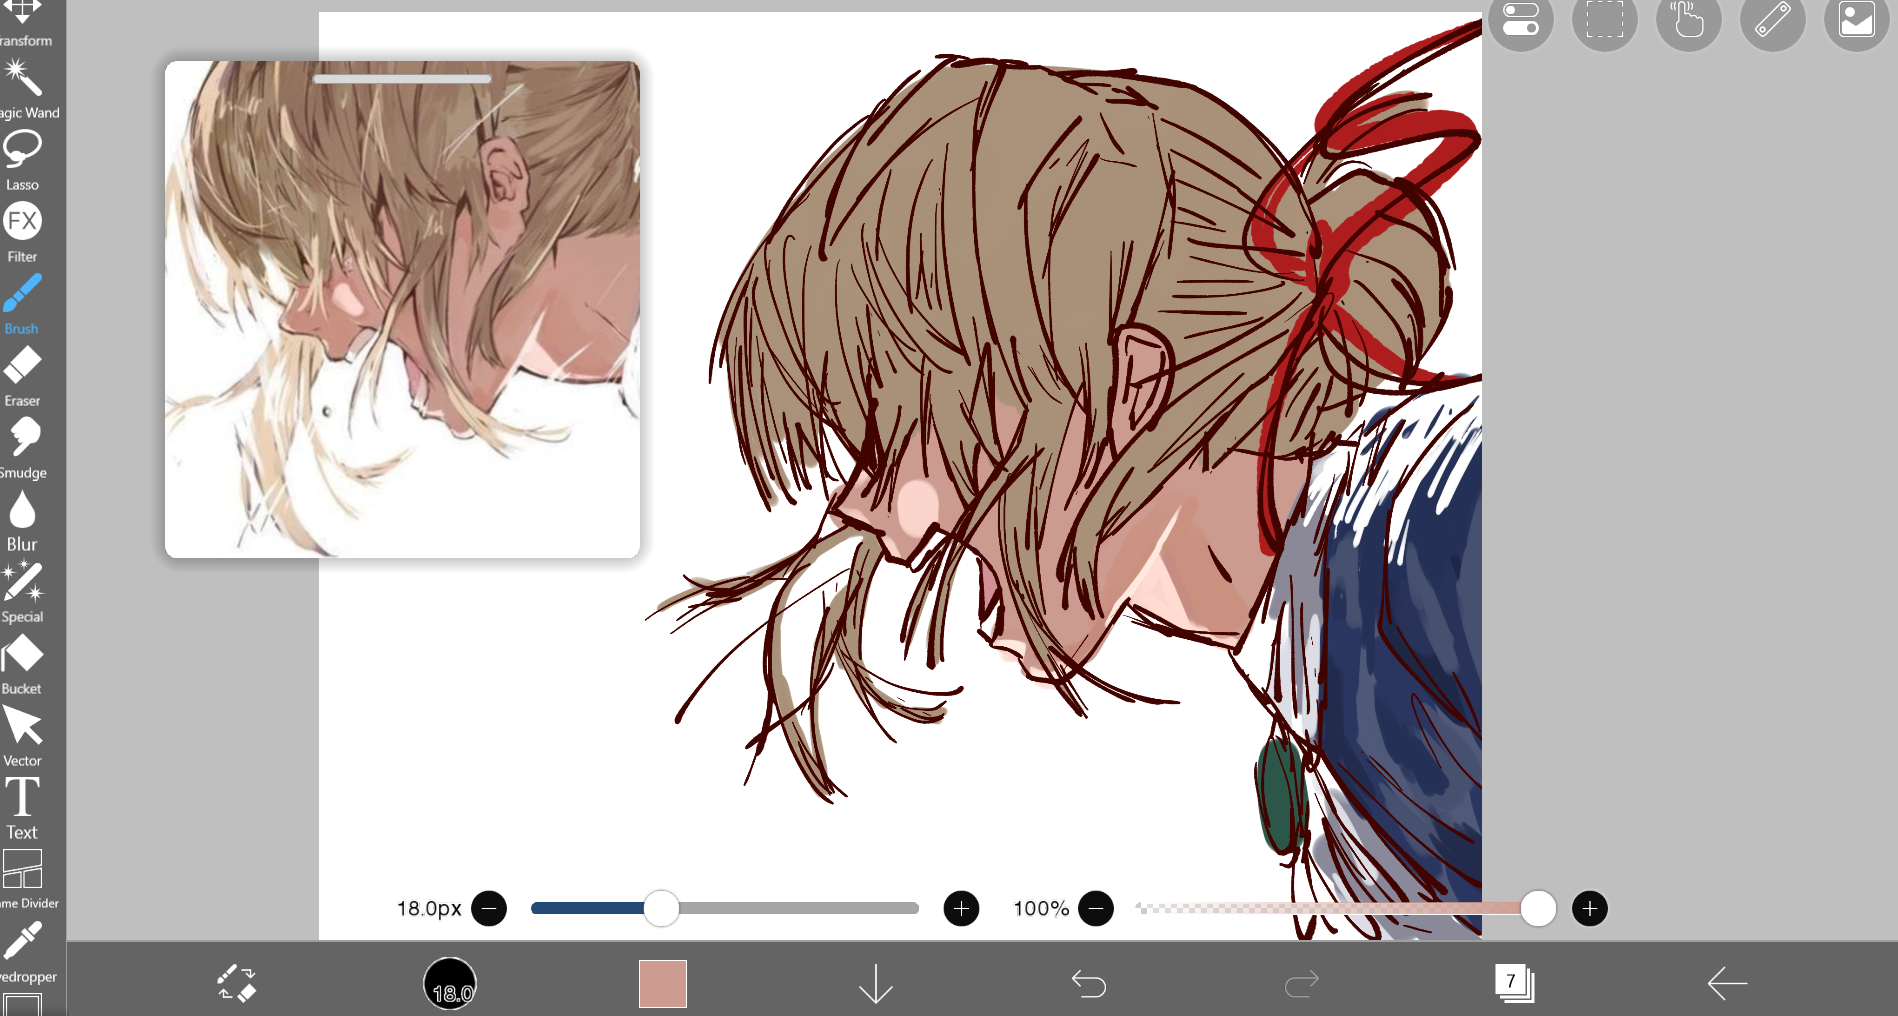 ransform
agic Wand
Lasso
FX
Filter
Brush
Eraser
Smudge
Blur
Special
Bucket
Vector
T
Text
ame Divider
yedropper
18.0px
100%
18.0
7